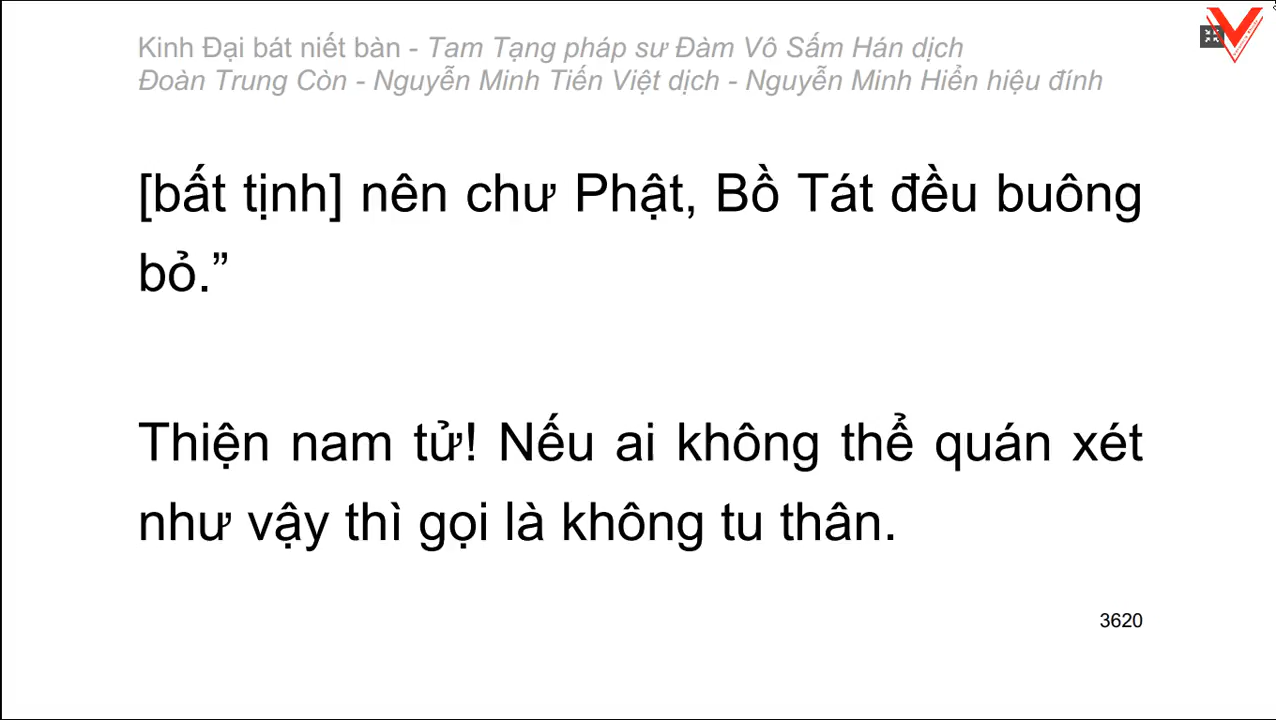 Kinh Đại bát niết bàn - Tam Tạng pháp sư Đàm Vô Sấm Hán dịch
Đoàn Trung Còn - Nguyễn Minh Tiến Việt dịch - Nguyễn Minh Hiển hiệu đính
[bất tịnh] nên chư Phật, Bồ Tát đều buông
bỏ.”
Thiện nam tử! Nếu ai không thể quán xét
như vậy thì gọi là không tu thân.
3620